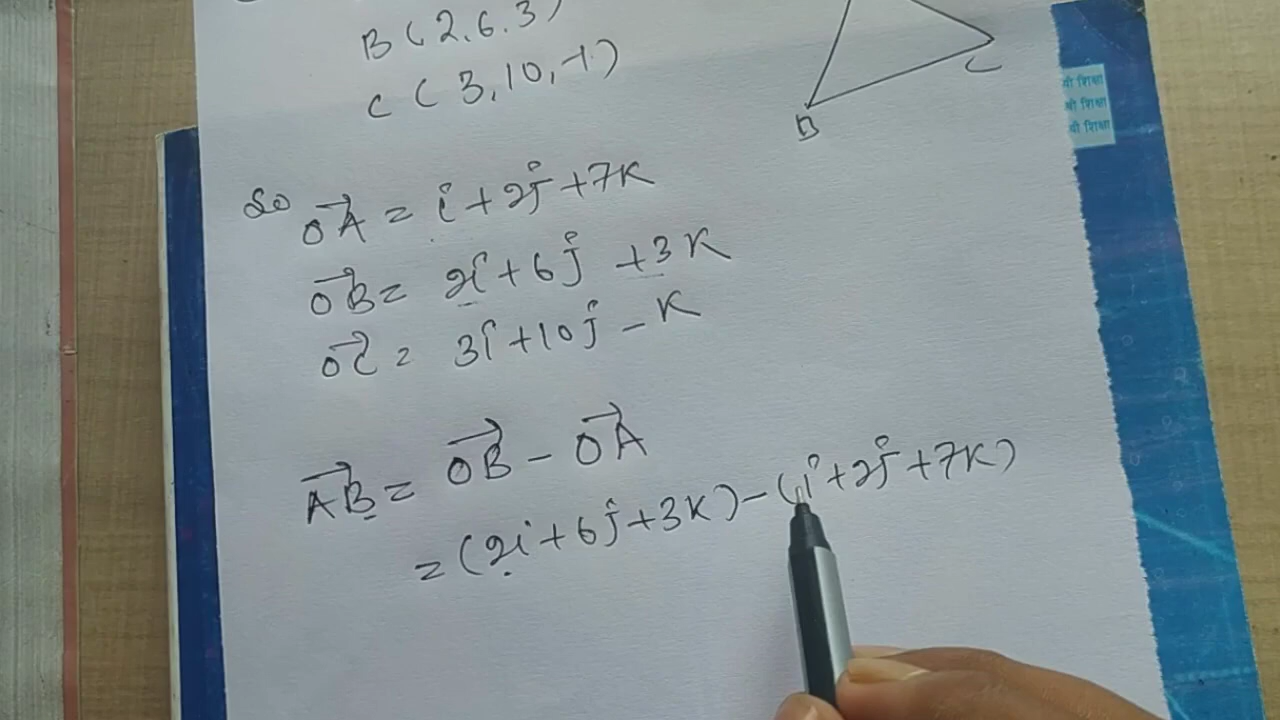 B (2,6,3)
C (3,10,-1)
C
B
श्री शिक्षा
श्री शिक्षा
श्री शिक्षा
So OA = i + 2j + 7K
OB = 2i + 6j + 3K
OC = 3i + 10j - K
AB = OB - OA
= (2i + 6j + 3K) - (i + 2j + 7K)